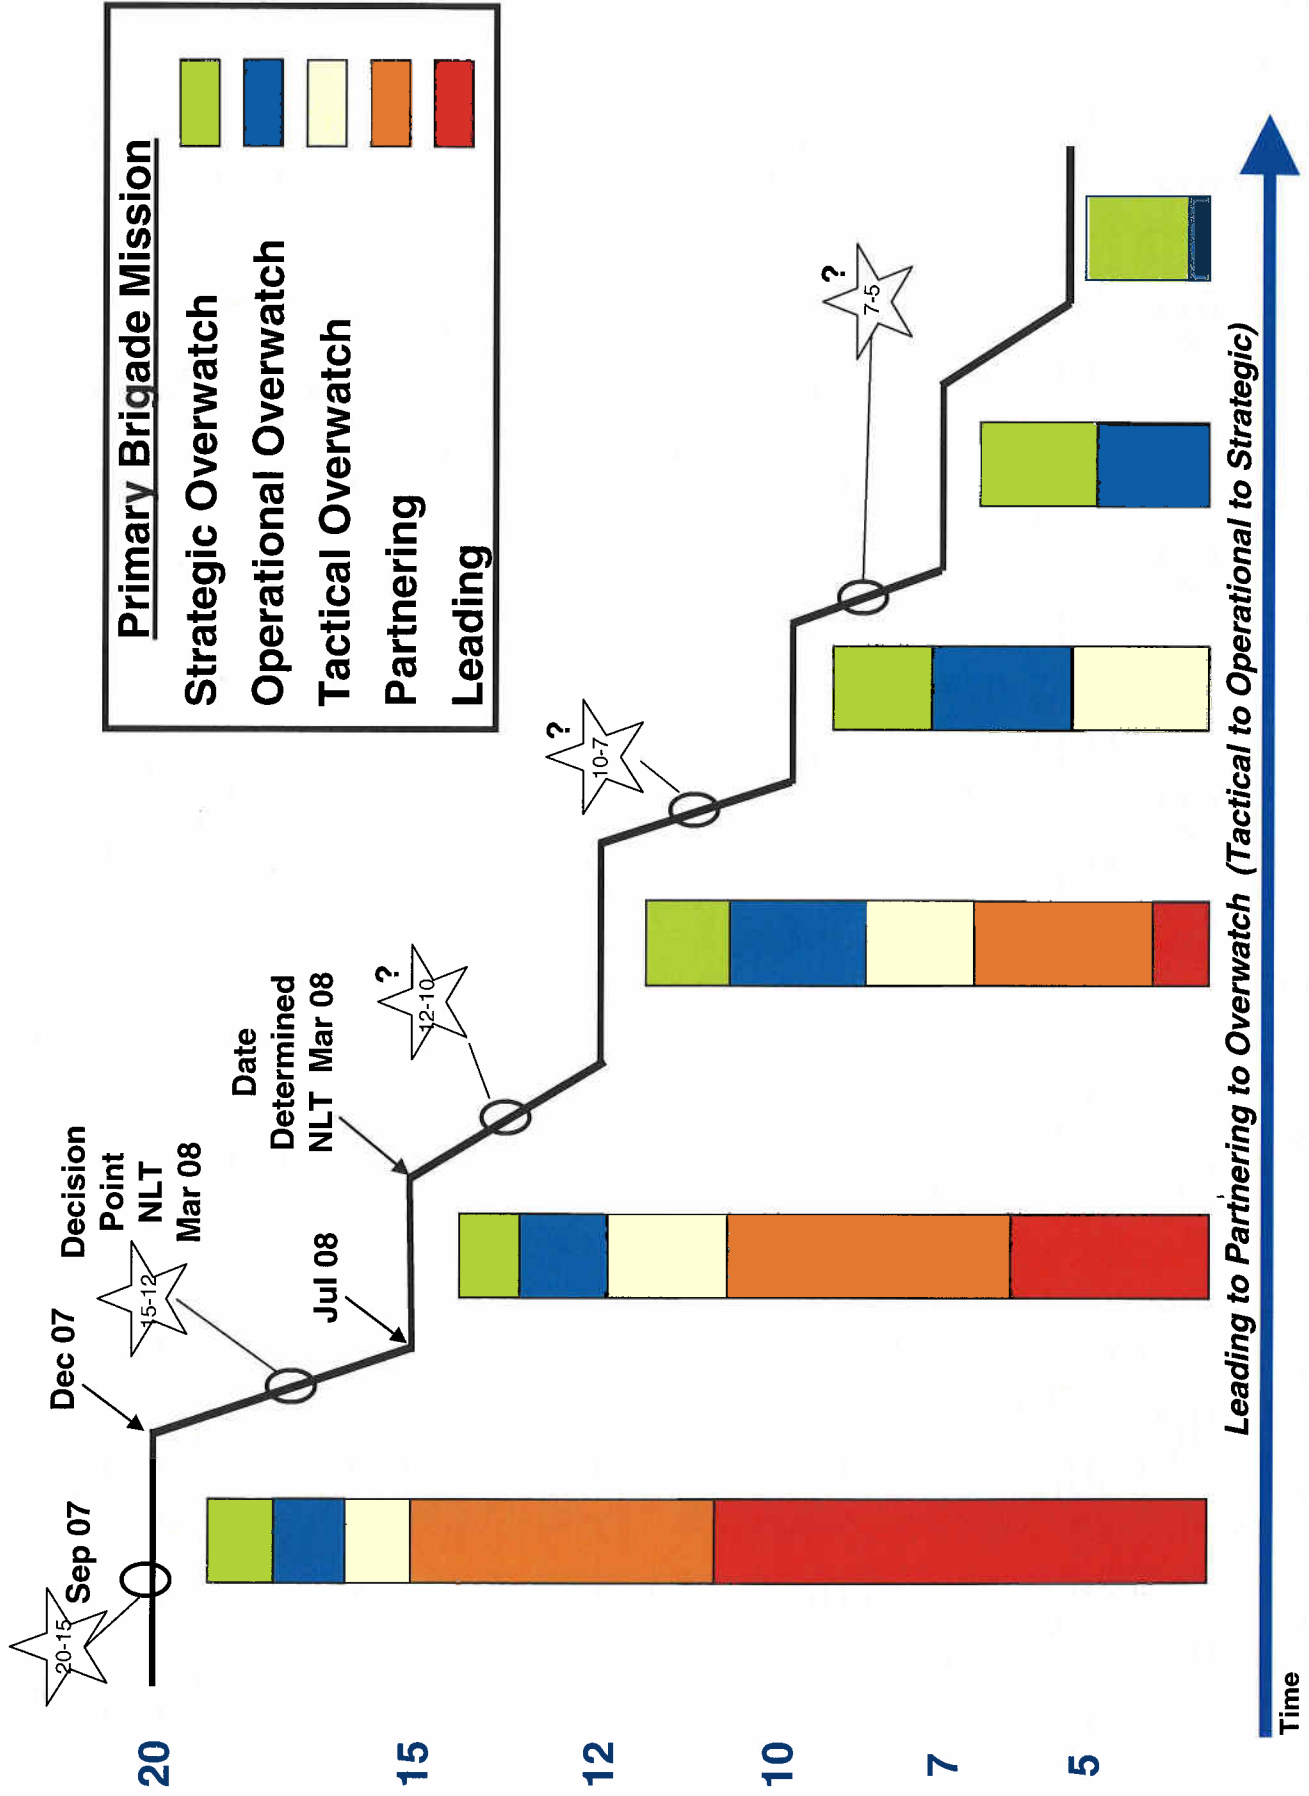 Primary Brigade Mission
Strategic Overwatch
Operational Overwatch
Tactical Overwatch
Partnering
Leading
20
15
12
10
7
5
20-15
Sep 07
Dec 07
15-12
Decision
Point
NLT
Mar 08
Jul 08
Date
Determined
NLT Mar 08
12-10
?
10-7
?
7-5
?
Leading to Partnering to Overwatch (Tactical to Operational to Strategic)
Time